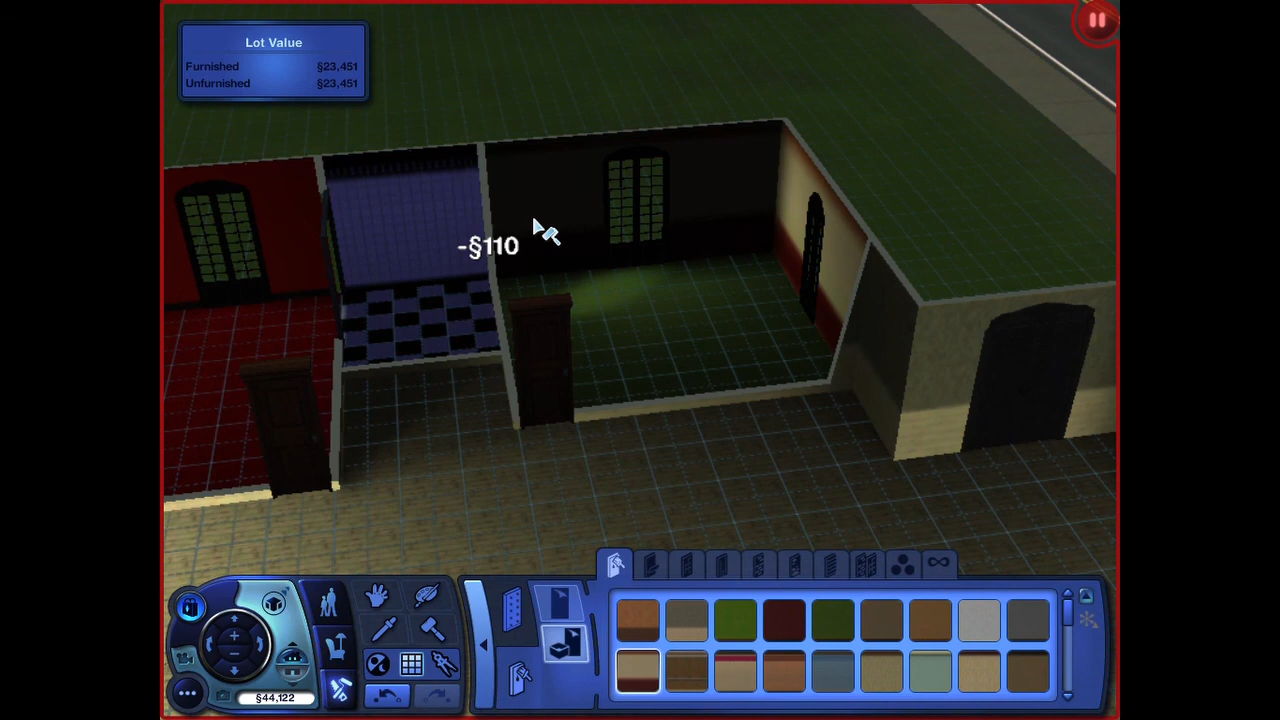 Lot Value
Furnished §23,451
Unfurnished §23,451
-§110
§44,122